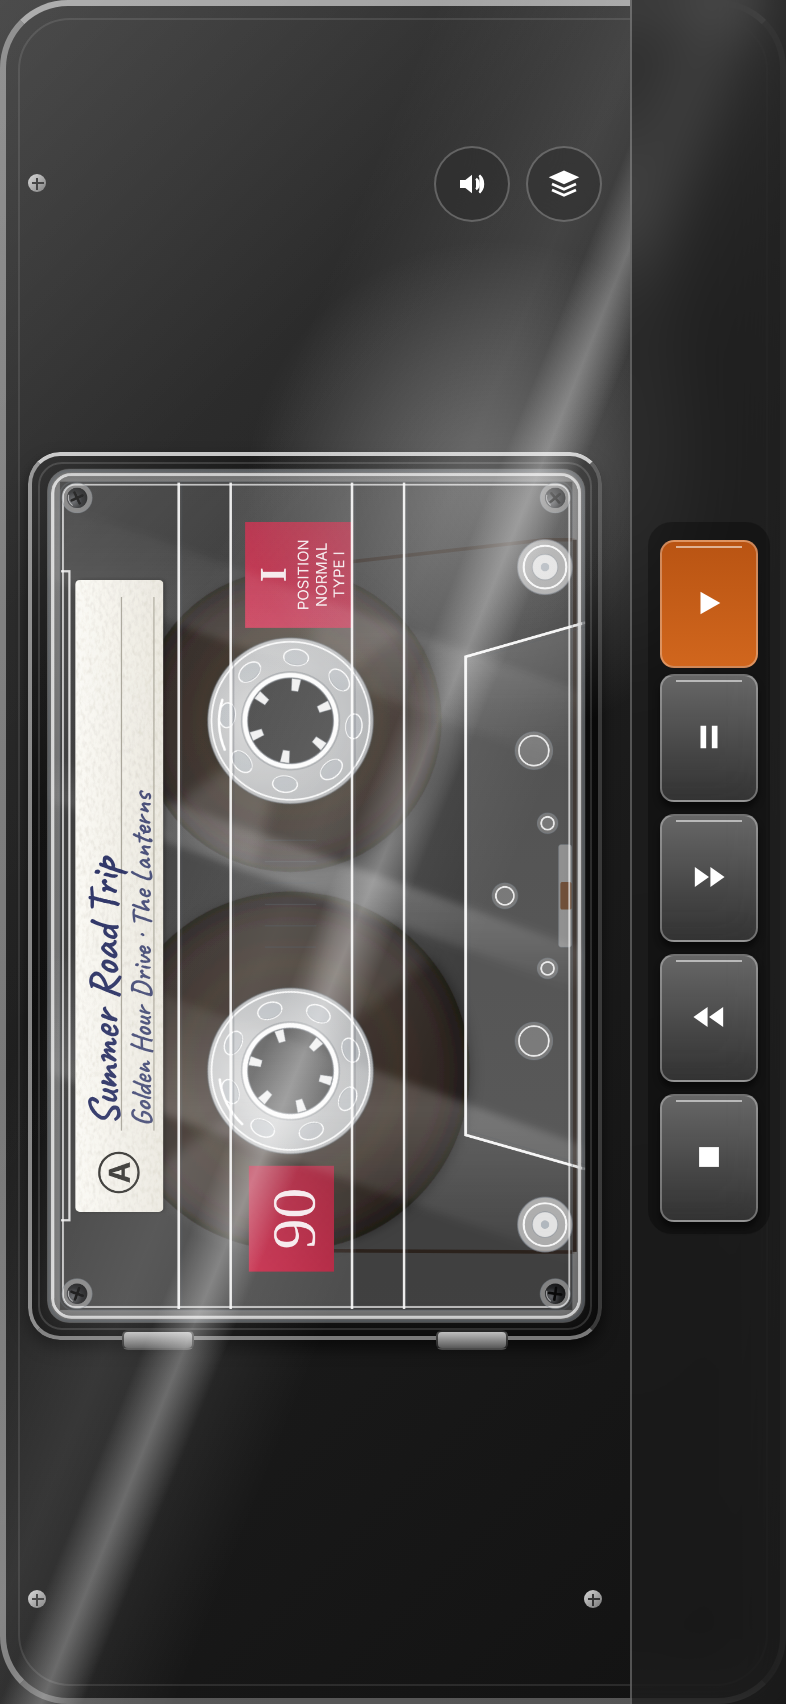 Summer Road Trip
Golden Hour Drive · The Lanterns
A
I
POSITION
NORMAL
TYPE I
90